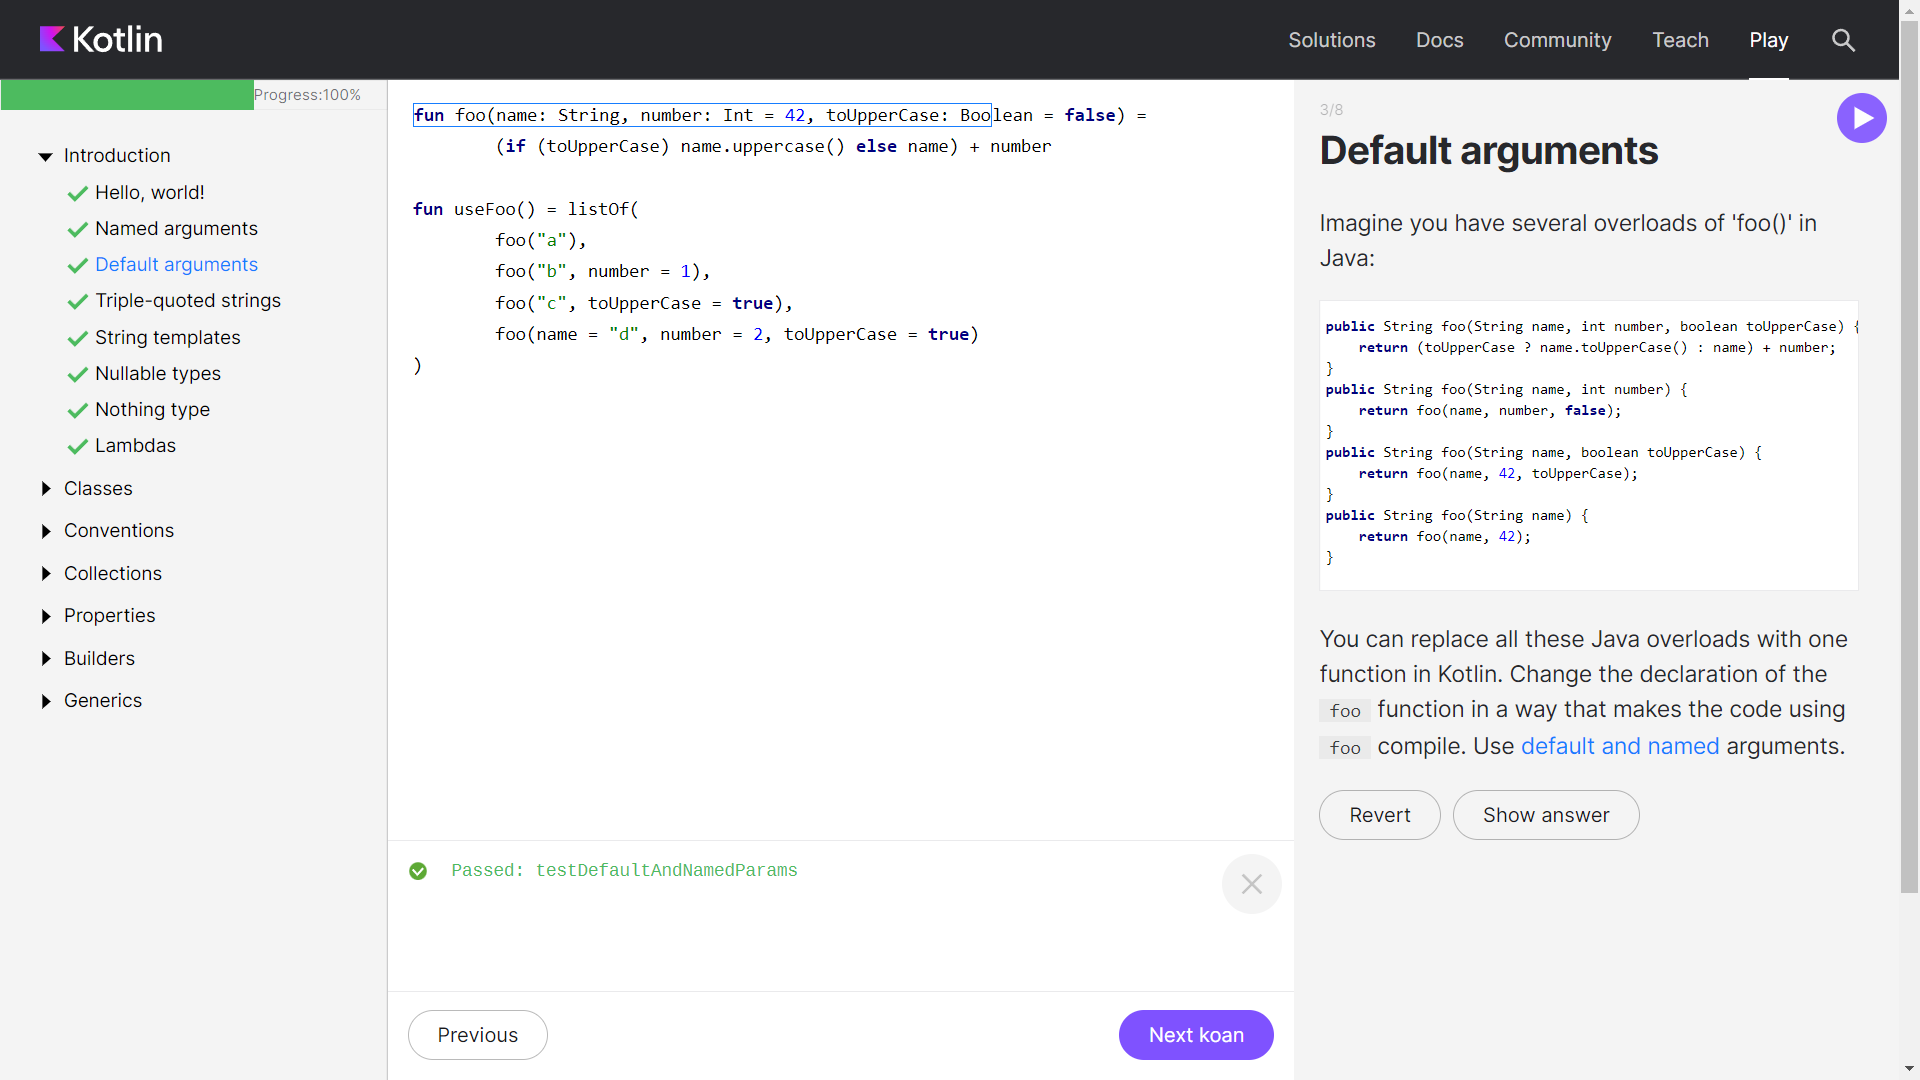 Kotlin
Solutions
Docs
Community
Teach
Play
Progress:100%
Introduction
Hello, world!
Named arguments
Default arguments
Triple-quoted strings
String templates
Nullable types
Nothing type
Lambdas
Classes
Conventions
Collections
Properties
Builders
Generics
fun foo(name: String, number: Int = 42, toUpperCase: Boolean = false) =
        (if (toUpperCase) name.uppercase() else name) + number
fun useFoo() = listOf(
        foo("a"),
        foo("b", number = 1),
        foo("c", toUpperCase = true),
        foo(name = "d", number = 2, toUpperCase = true)
)
Passed: testDefaultAndNamedParams
Previous
Next koan
3/8
Default arguments
Imagine you have several overloads of 'foo()' in
Java:
public String foo(String name, int number, boolean toUpperCase) {
    return (toUpperCase ? name.toUpperCase() : name) + number;
}
public String foo(String name, int number) {
    return foo(name, number, false);
}
public String foo(String name, boolean toUpperCase) {
    return foo(name, 42, toUpperCase);
}
public String foo(String name) {
    return foo(name, 42);
}
You can replace all these Java overloads with one
function in Kotlin. Change the declaration of the
foo function in a way that makes the code using
foo compile. Use default and named arguments.
Revert
Show answer